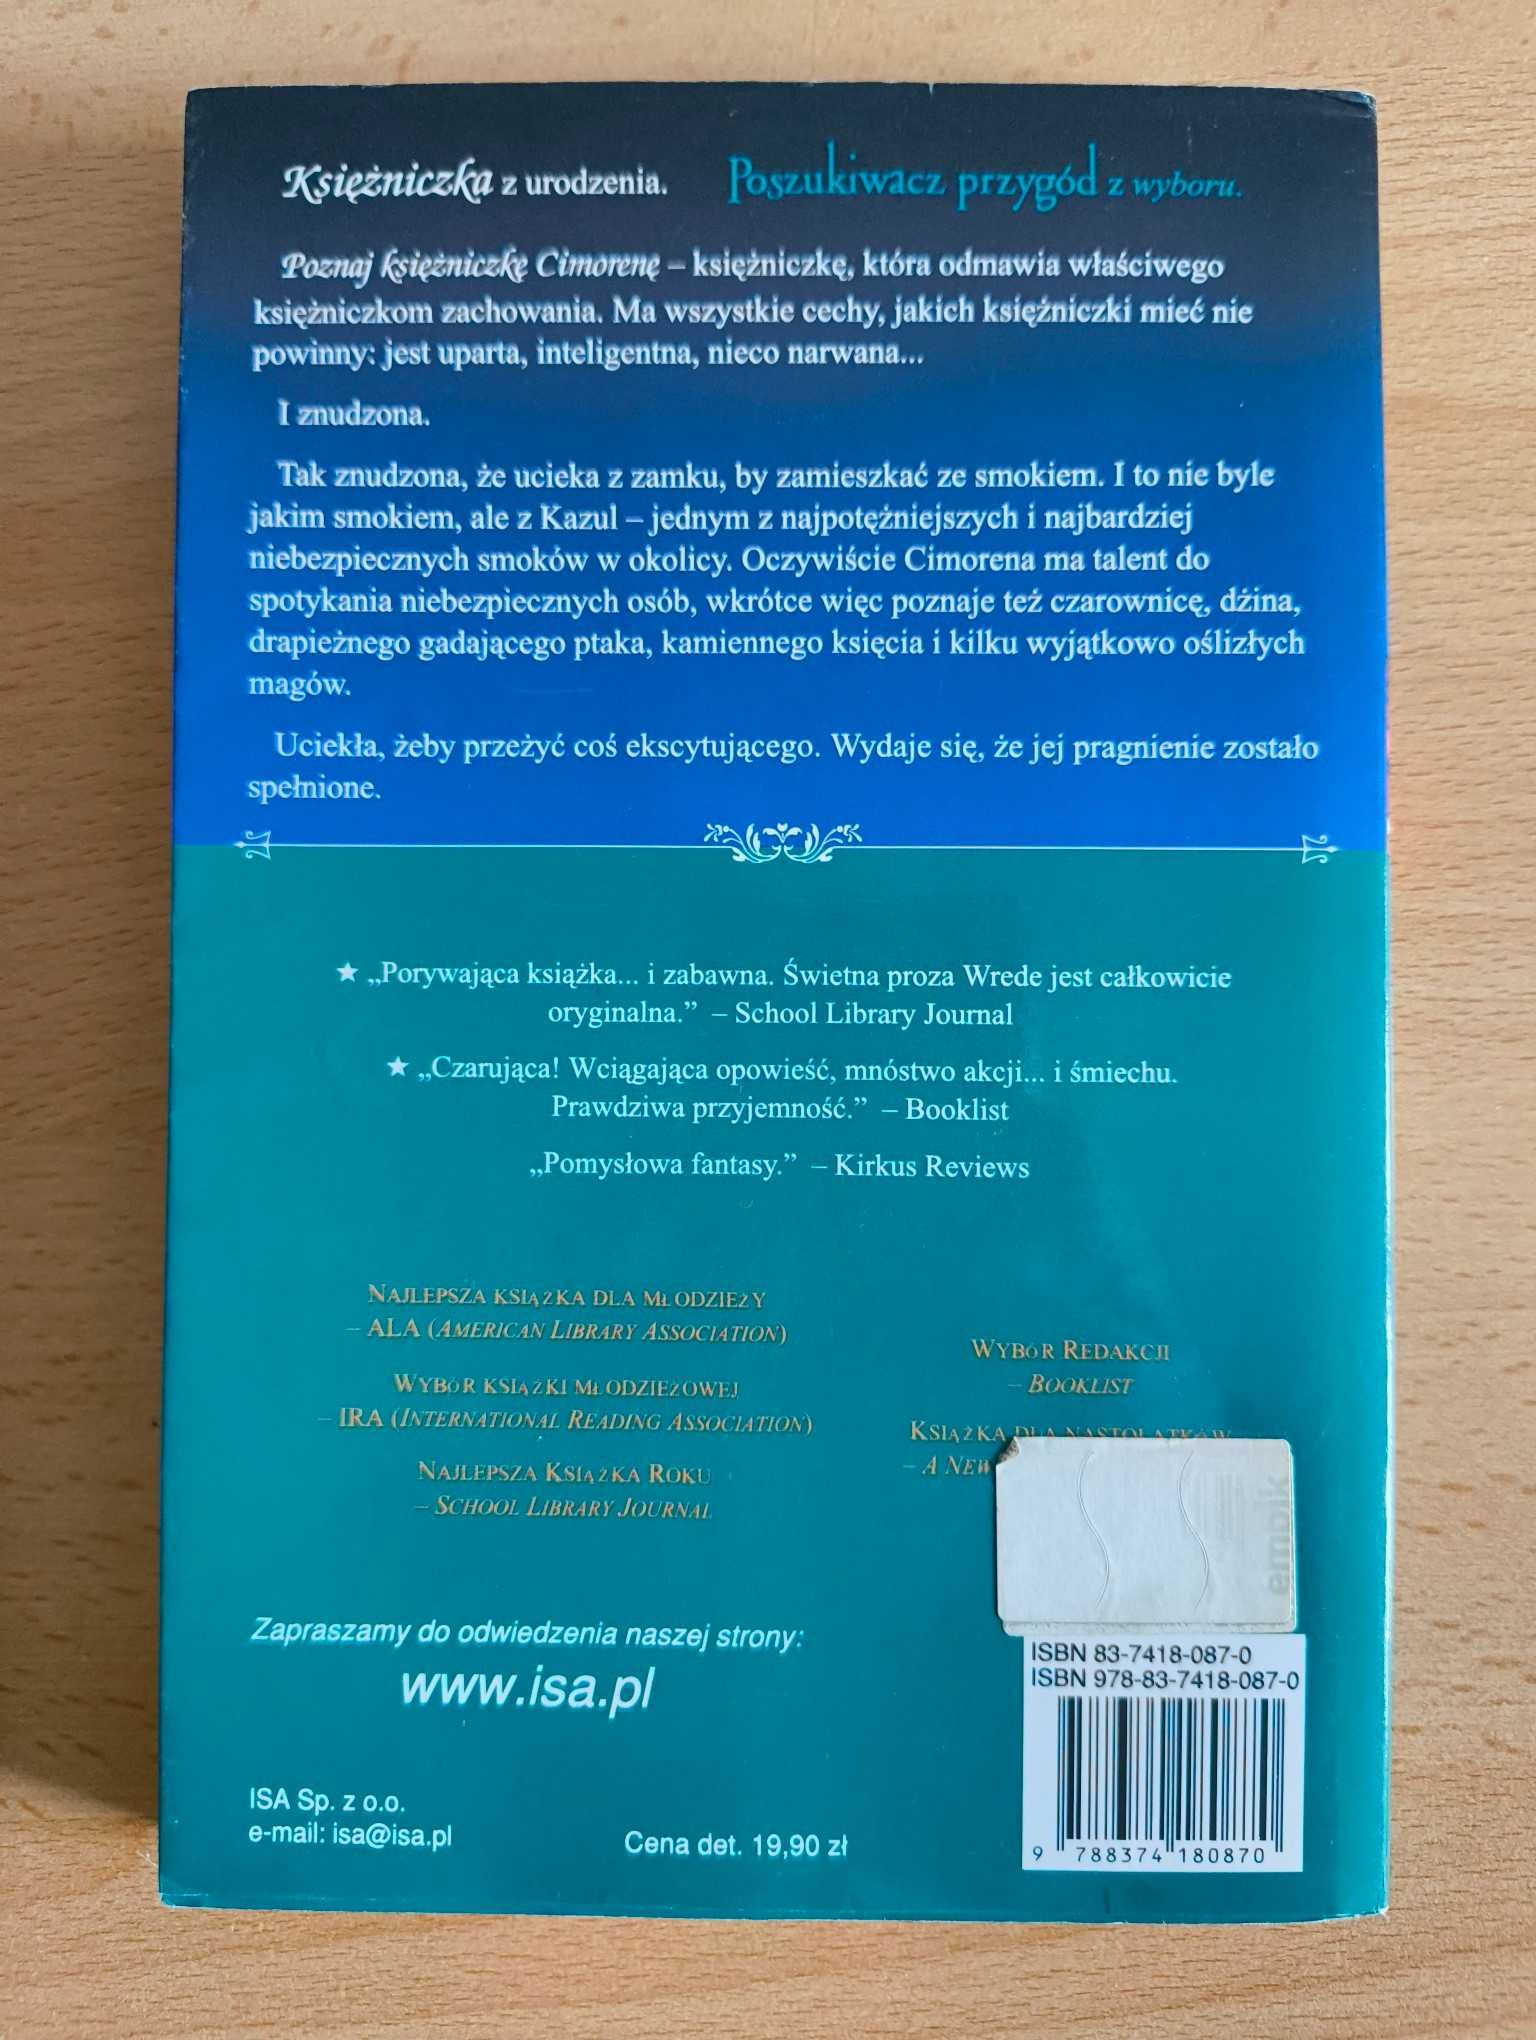 Księżniczka z urodzenia. Poszukiwacz przygód z wyboru.
Poznaj księżniczkę Cimorenę – księżniczkę, która odmawia właściwego
księżniczkom zachowania. Ma wszystkie cechy, jakich księżniczki mieć nie
powinny: jest uparta, inteligentna, nieco narwana...
I znudzona.
Tak znudzona, że ucieka z zamku, by zamieszkać ze smokiem. I to nie byle
jakim smokiem, ale z Kazul – jednym z najpotężniejszych i najbardziej
niebezpiecznych smoków w okolicy. Oczywiście Cimorena ma talent do
spotykania niebezpiecznych osób, wkrótce więc poznaje też czarownicę, dżina,
drapieżnego gadającego ptaka, kamiennego księcia i kilku wyjątkowo oślizłych
magów.
Uciekła, żeby przeżyć coś ekscytującego. Wydaje się, że jej pragnienie zostało
spełnione.
★ „Porywająca książka... i zabawna. Świetna proza Wrede jest całkowicie
oryginalna.” – School Library Journal
★ „Czarująca! Wciągająca opowieść, mnóstwo akcji... i śmiechu.
Prawdziwa przyjemność.” – Booklist
„Pomysłowa fantasy.” – Kirkus Reviews
Najlepsza książka dla Młodzieży
– ALA (American Library Association)
Wybór książki Młodzieżowej
– IRA (International Reading Association)
Najlepsza Książka Roku
– School Library Journal
Wybór Redakcji
– Booklist
Książka dla nastolatków
– A New
empik
Zapraszamy do odwiedzenia naszej strony:
www.isa.pl
ISBN 83-7418-087-0
ISBN 978-83-7418-087-0
9 788374 180870
ISA Sp. z o.o.
e-mail: isa@isa.pl
Cena det. 19,90 zł